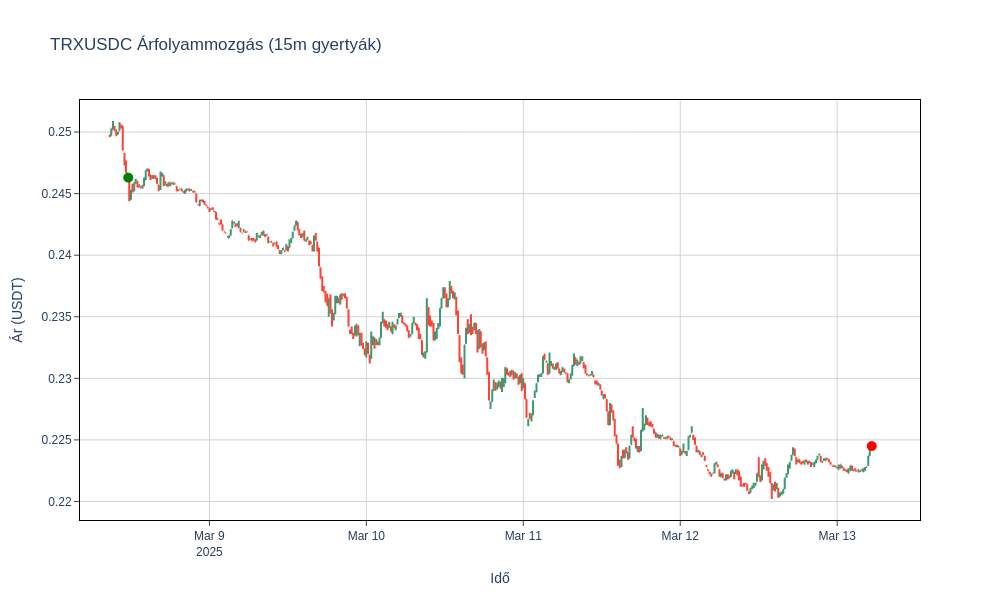 TRXUSDC Árfolyammozgás (15m gyertyák)
Ár (USDT)
0.25
0.245
0.24
0.235
0.23
0.225
0.22
Mar 9
2025
Mar 10
Mar 11
Mar 12
Mar 13
Idő